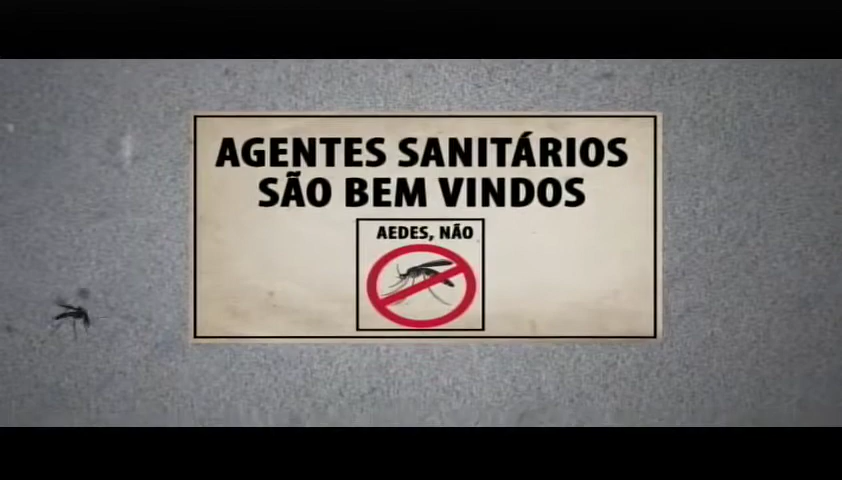 AGENTES SANITÁRIOS
SÃO BEM VINDOS
AEDES, NÃO